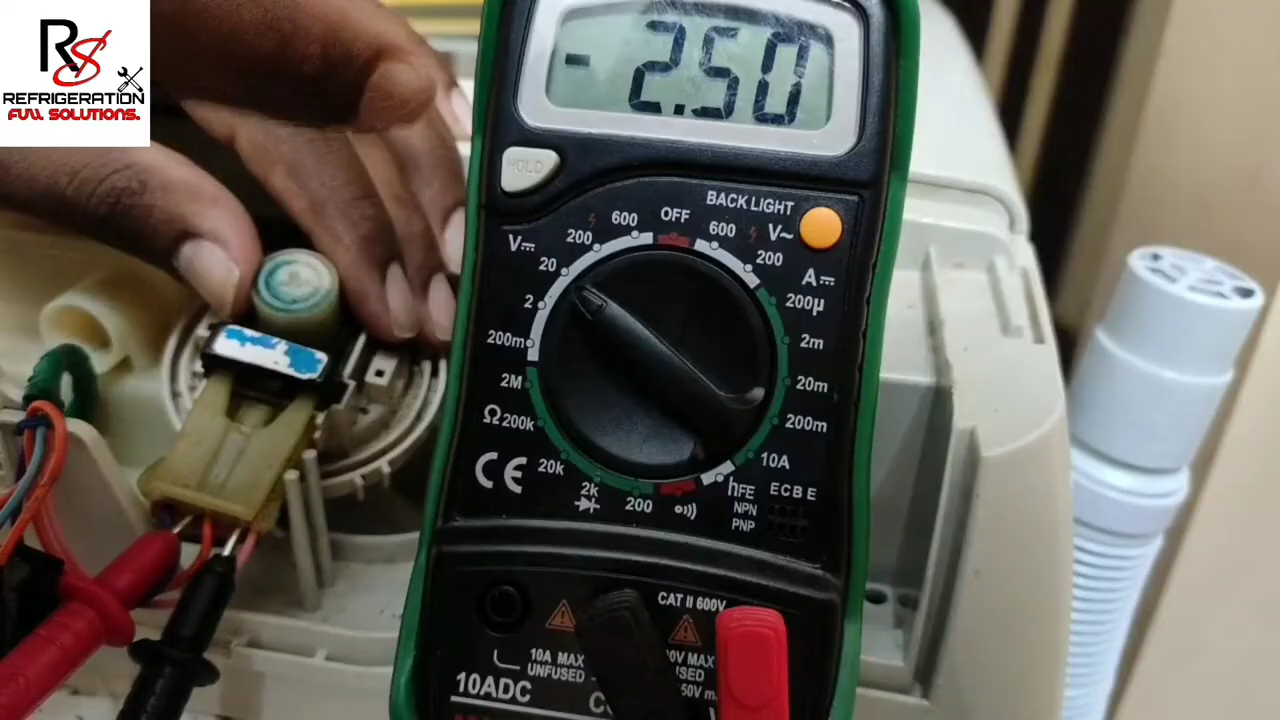 RS
REFRIGERATION
FULL SOLUTIONS.
- 2.50
HOLD
BACK LIGHT
OFF
600
600
V~
V⎓
200
200
20
A⎓
2
200µ
200m
2m
2M
20m
Ω
200k
200m
CE
20k
10A
2k
200
hFE
ECBE
NPN
PNP
CAT II 600V
10A MAX
UNFUSED
10ADC